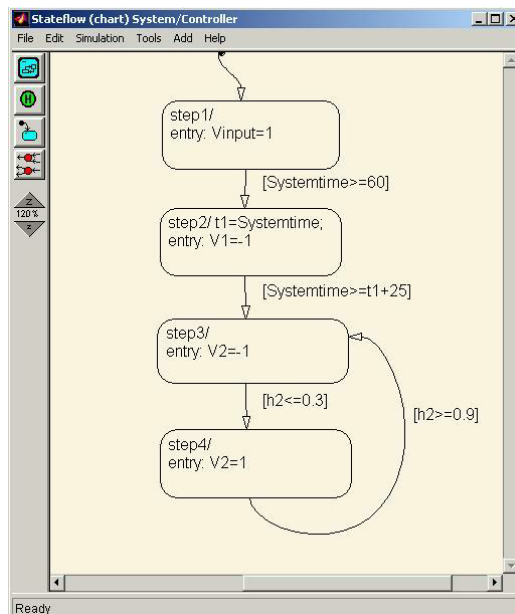 Stateflow (chart) System/Controller
File Edit Simulation Tools Add Help
H
Z
120%
z
step1/
entry: Vinput=1
[Systemtime>=60]
step2/ t1=Systemtime;
entry: V1=-1
[Systemtime>=t1+25]
step3/
entry: V2=-1
[h2<=0.3]
[h2>=0.9]
step4/
entry: V2=1
Ready